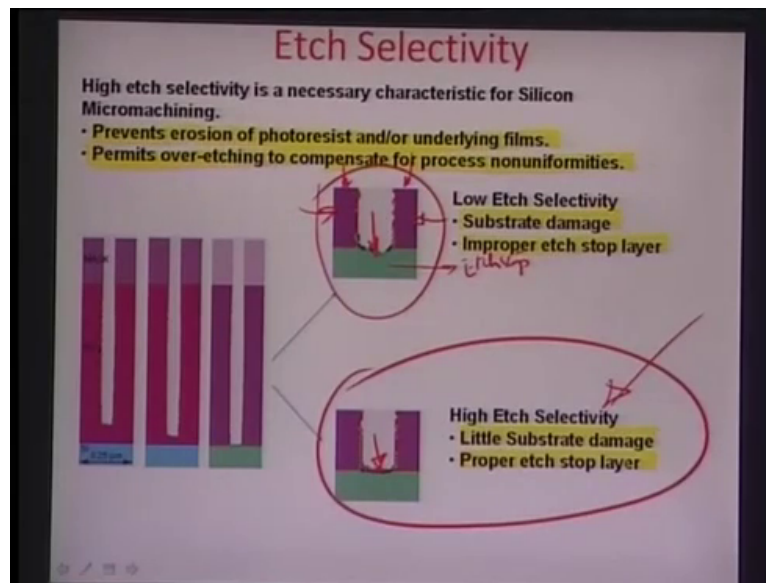 Etch Selectivity
High etch selectivity is a necessary characteristic for Silicon
Micromachining.
• Prevents erosion of photoresist and/or underlying films.
• Permits over-etching to compensate for process nonuniformities.
Low Etch Selectivity
• Substrate damage
• Improper etch stop layer
High Etch Selectivity
• Little Substrate damage
• Proper etch stop layer